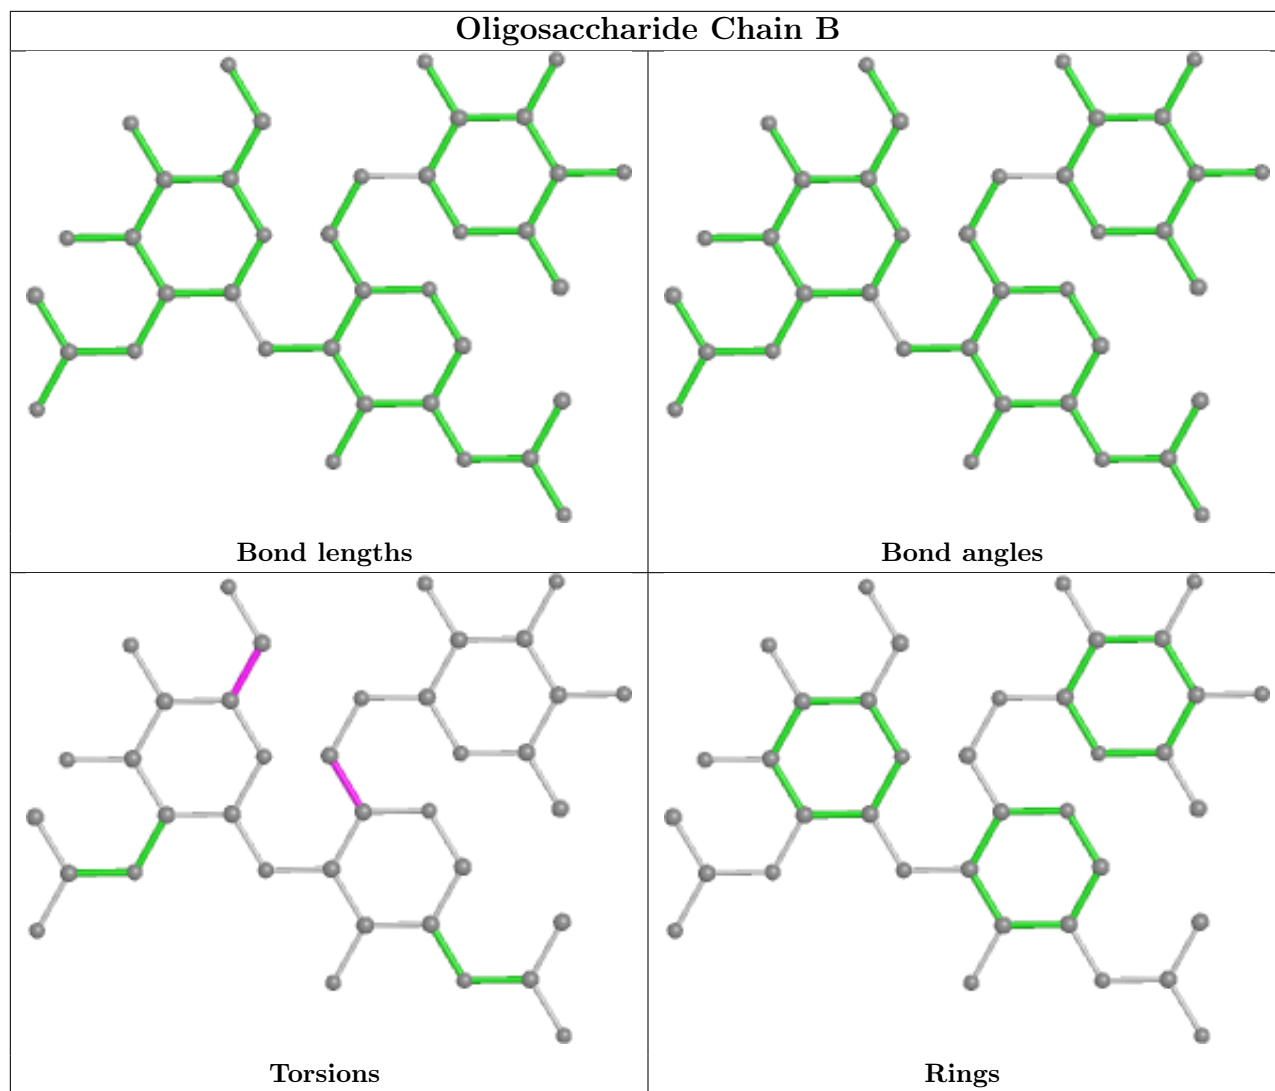 Oligosaccharide Chain B
Bond lengths
Bond angles
Torsions
Rings